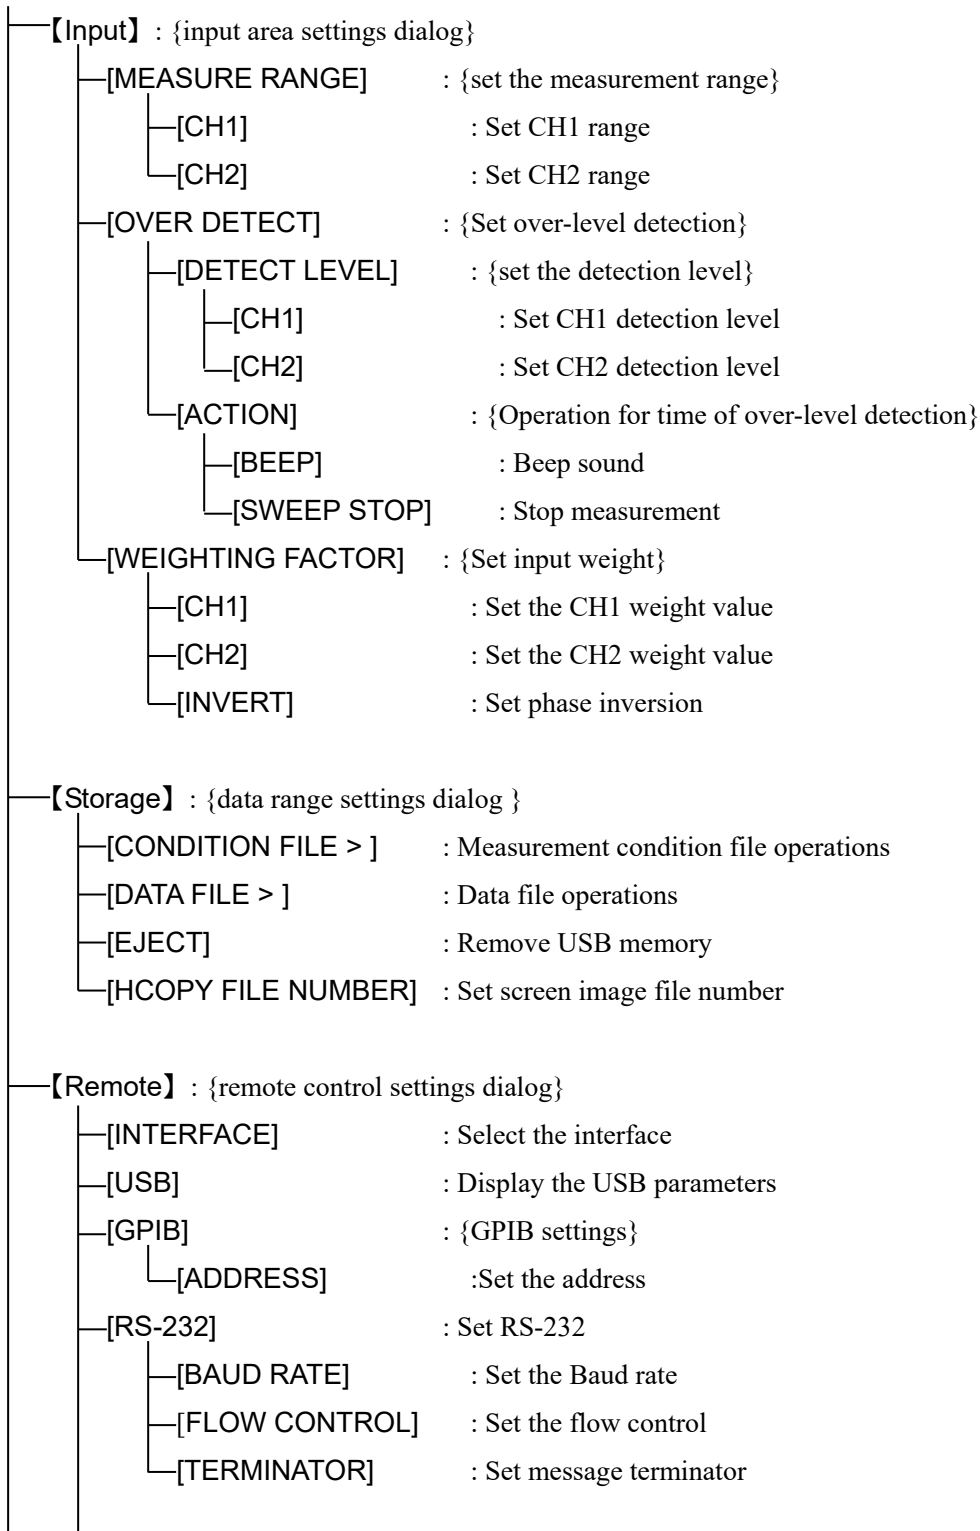 【Input】 : {input area settings dialog}
[MEASURE RANGE] : {set the measurement range}
[CH1] : Set CH1 range
[CH2] : Set CH2 range
[OVER DETECT] : {Set over-level detection}
[DETECT LEVEL] : {set the detection level}
[CH1] : Set CH1 detection level
[CH2] : Set CH2 detection level
[ACTION] : {Operation for time of over-level detection}
[BEEP] : Beep sound
[SWEEP STOP] : Stop measurement
[WEIGHTING FACTOR] : {Set input weight}
[CH1] : Set the CH1 weight value
[CH2] : Set the CH2 weight value
[INVERT] : Set phase inversion
【Storage】 : {data range settings dialog }
[CONDITION FILE > ] : Measurement condition file operations
[DATA FILE > ] : Data file operations
[EJECT] : Remove USB memory
[HCOPY FILE NUMBER] : Set screen image file number
【Remote】 : {remote control settings dialog}
[INTERFACE] : Select the interface
[USB] : Display the USB parameters
[GPIB] : {GPIB settings}
[ADDRESS] :Set the address
[RS-232] : Set RS-232
[BAUD RATE] : Set the Baud rate
[FLOW CONTROL] : Set the flow control
[TERMINATOR] : Set message terminator